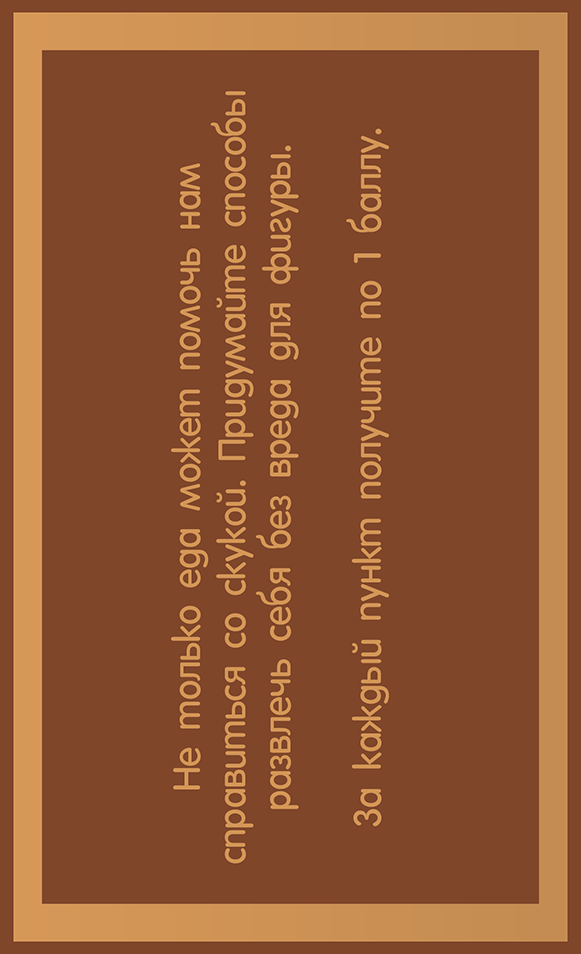 Не только еда может помочь нам
справиться со скукой. Придумайте способы
развлечь себя без вреда для фигуры.
За каждый пункт получите по 1 баллу.